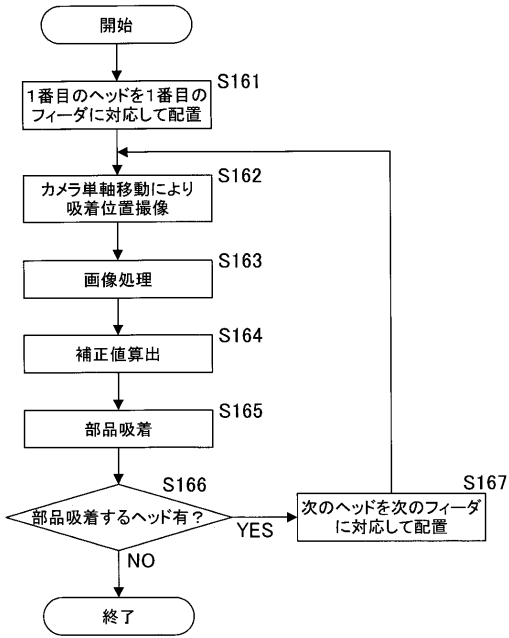 開始
S161
1番目のヘッドを1番目の
フィーダに対応して配置
S162
カメラ単軸移動により
吸着位置撮像
S163
画像処理
S164
補正値算出
S165
部品吸着
S166
部品吸着するヘッド有?
YES
S167
次のヘッドを次のフィーダ
に対応して配置
NO
終了